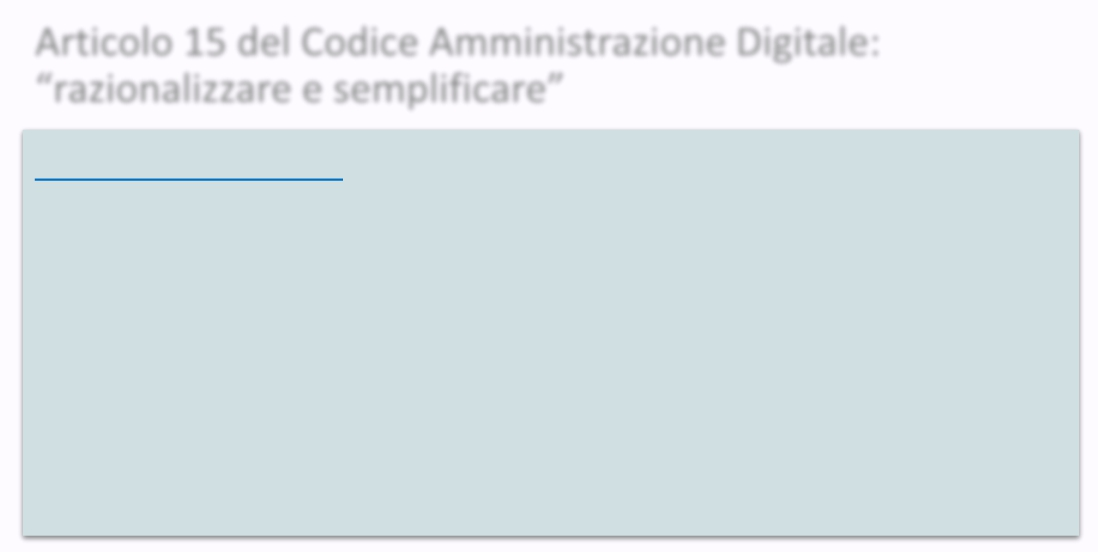 Articolo 15 del Codice Amministrazione Digitale:
“razionalizzare e semplificare”